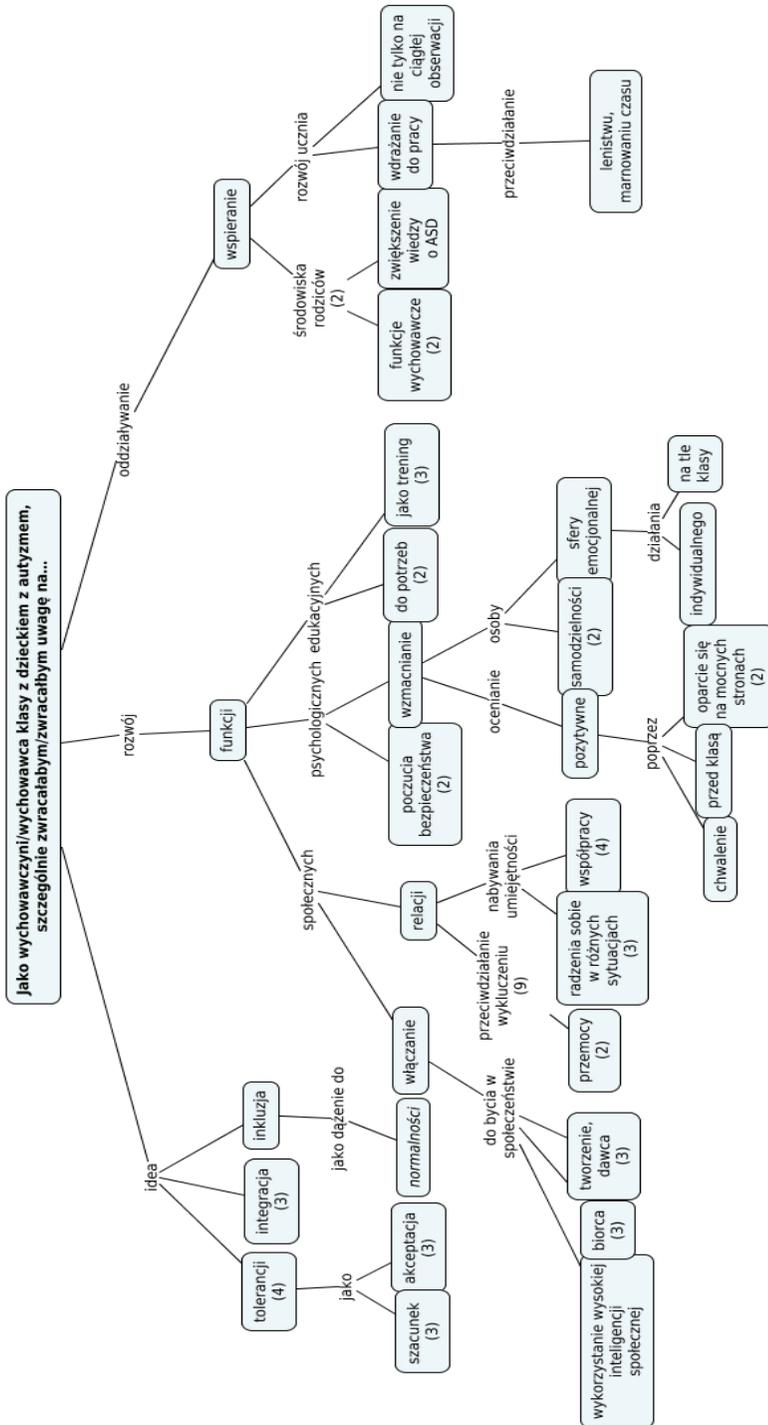 Jako wychowawczyni/wychowawca klasy z dzieckiem z autyzmem,
szczególnie zwracałabym/zwracałbym uwagę na...
idea
rozwój
oddziaływanie
tolerancji
(4)
integracja
(3)
inkluzja
funkcji
wspieranie
jako
jako dążenie do
społecznych
psychologicznych
edukacyjnych
środowiska
rodziców
(2)
rozwój ucznia
szacunek
(3)
akceptacja
(3)
normalności
włączanie
relacji
poczucia
bezpieczeństwa
(2)
wzmacnianie
do potrzeb
(2)
jako trening
(3)
funkcje
wychowawcze
(2)
zwiększenie
wiedzy
o ASD
wdrażanie
do pracy
nie tylko na
ciągłej
obserwacji
do bycia w
społeczeństwie
przeciwdziałanie
wykluczeniu
(9)
nabywania
umiejętności
ocenianie
osoby
przeciwdziałanie
wykorzystanie wysokiej
inteligencji
społecznej
biorca
(3)
tworzenie,
dawca
(3)
przemocy
(2)
radzenia sobie
w różnych
sytuacjach
(3)
współpracy
(4)
pozytywne
samodzielności
(2)
sfery
emocjonalnej
lenistwu,
marnowaniu czasu
poprzez
działania
chwalenie
przed klasą
oparcie się
na mocnych
stronach
(2)
indywidualnego
na tle
klasy